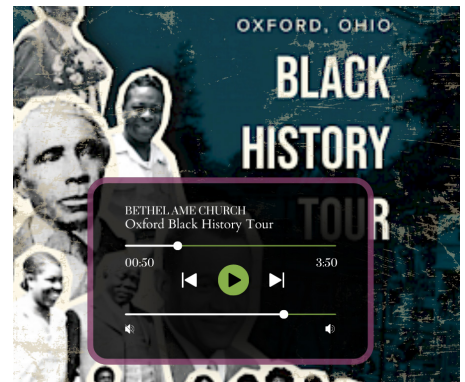 OXFORD, OHIO
BLACK
HISTORY
TOUR
BETHEL AME CHURCH
Oxford Black History Tour
00:50
3:50